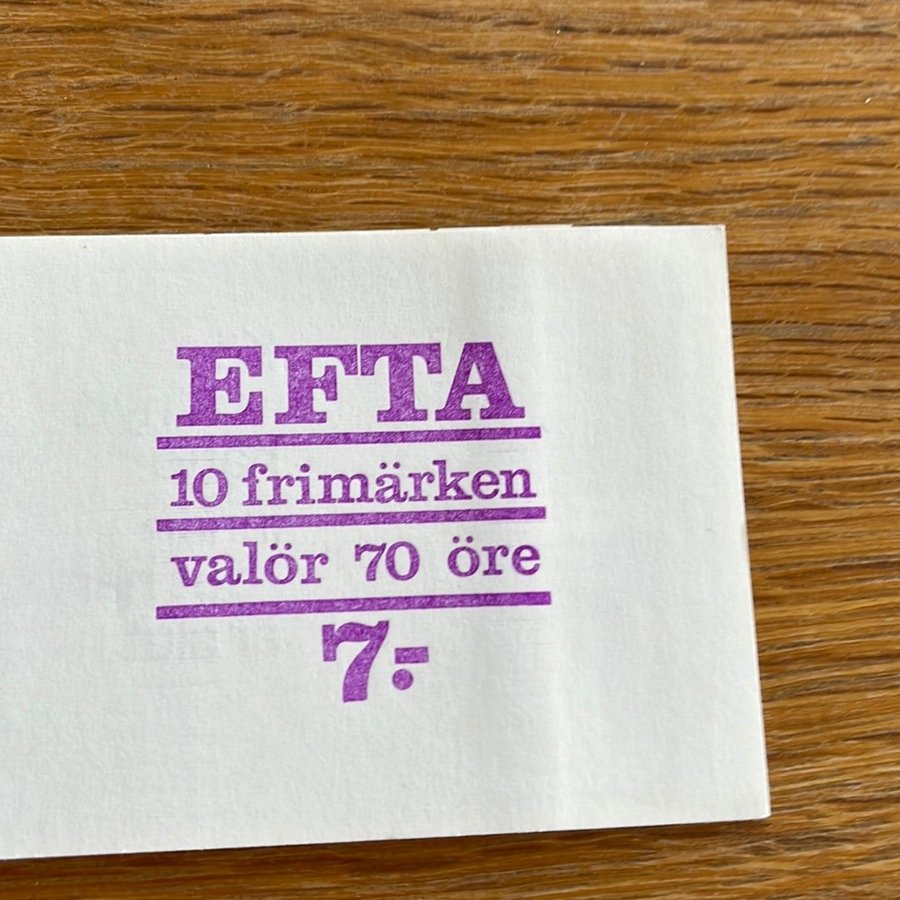 EFTA
10 frimärken
valör 70 öre
7.-